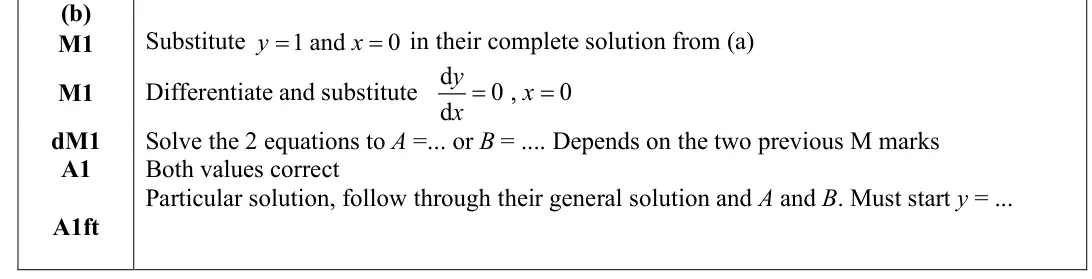 (b)
M1 Substitute y = 1 and x = 0 in their complete solution from (a)
M1 Differentiate and substitute dy/dx = 0 , x = 0
dM1 Solve the 2 equations to A =... or B = .... Depends on the two previous M marks
A1 Both values correct
Particular solution, follow through their general solution and A and B. Must start y = ...
A1ft